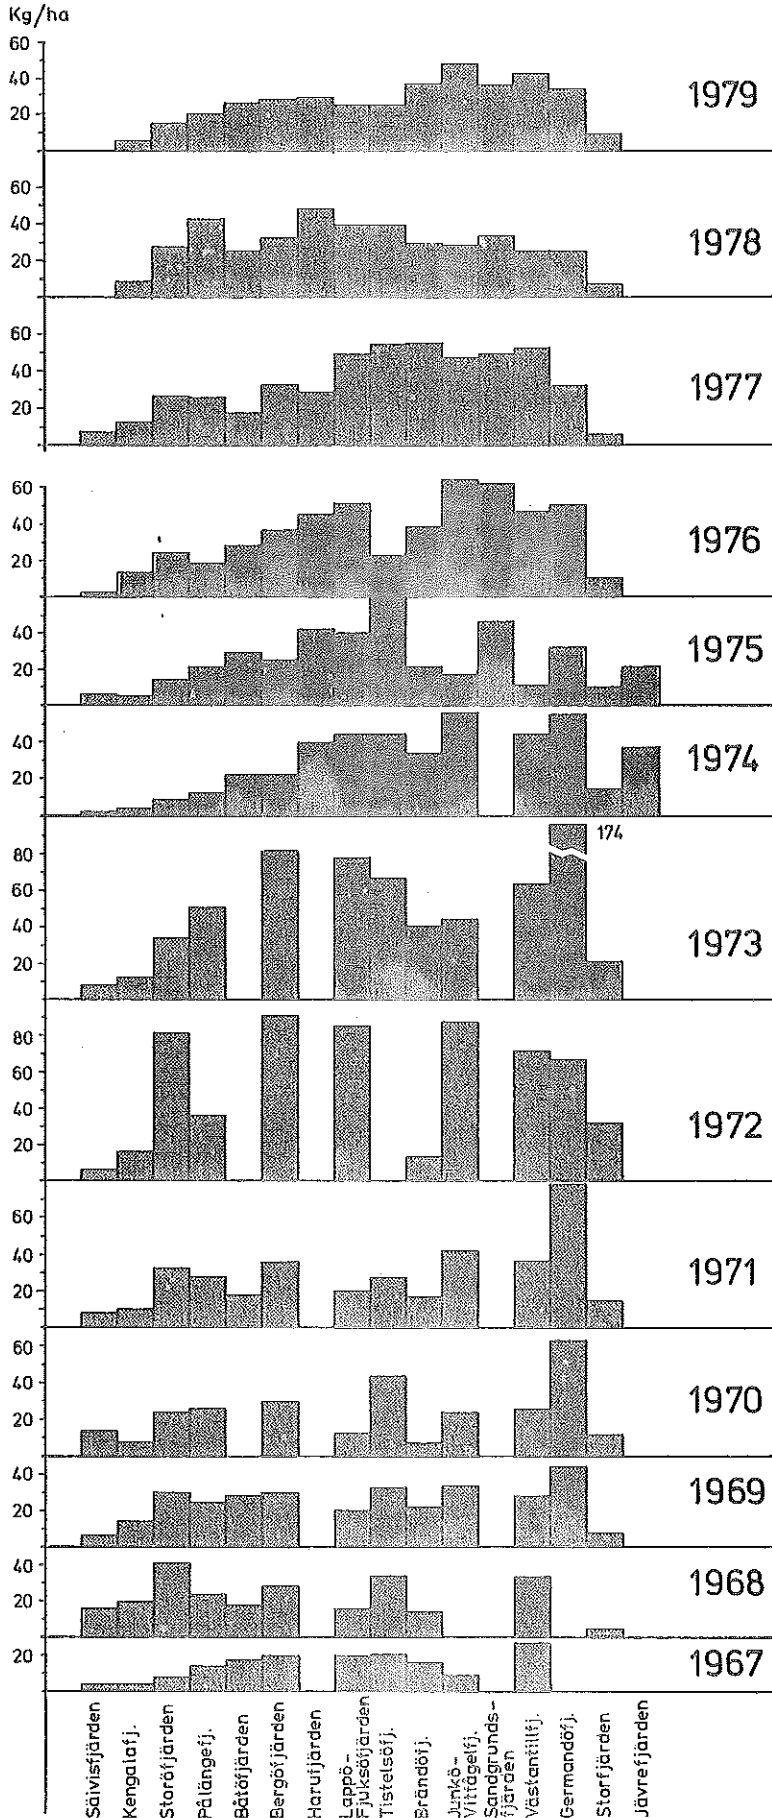 Kg/ha
60
40
20
1979
40
20
1978
60
40
20
1977
60
40
20
1976
40
20
1975
40
20
1974
174
80
60
40
20
1973
80
60
40
20
1972
60
40
20
1971
60
40
20
1970
40
20
1969
40
20
1968
20
1967
Säivisfjärden
Kengalafj.
Storöfjärden
Pålängefj.
Båtöfjärden
Bergöfjärden
Harufjärden
Lappö-
Fjuksöfjärden
Tistelsöfj.
Brändöfj.
Junkö-
Vittågelfj.
Sandgrunds-
fjärden
Västantillfj.
Germandöfj.
Storfjärden
Jävrefjärden